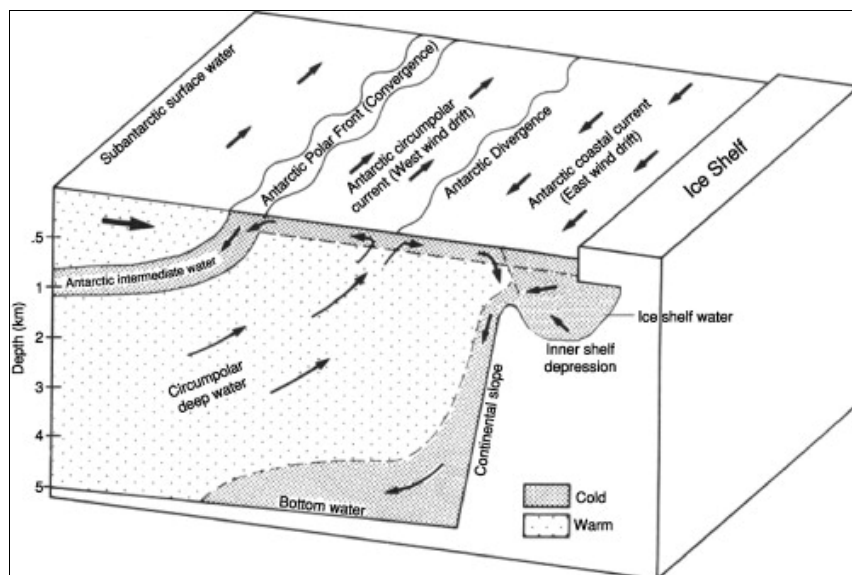 Subantarctic surface water
Antarctic Polar Front (Convergence)
Antarctic circumpolar
current (West wind drift)
Antarctic Divergence
Antarctic coastal current
(East wind drift)
Ice Shelf
.5
1
2
3
4
5
Depth (km)
Antarctic intermediate water
Circumpolar
deep water
Ice shelf water
Inner shelf
depression
Continental slope
Bottom water
Cold
Warm